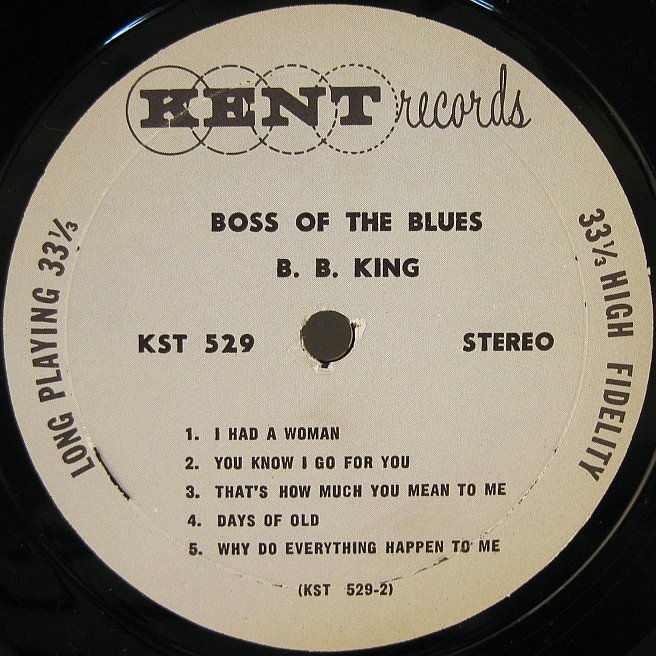 KENT records
BOSS OF THE BLUES
B. B. KING
LONG PLAYING 33⅓
33⅓ HIGH FIDELITY
KST 529
STEREO
1. I HAD A WOMAN
2. YOU KNOW I GO FOR YOU
3. THAT'S HOW MUCH YOU MEAN TO ME
4. DAYS OF OLD
5. WHY DO EVERYTHING HAPPEN TO ME
(KST 529-2)